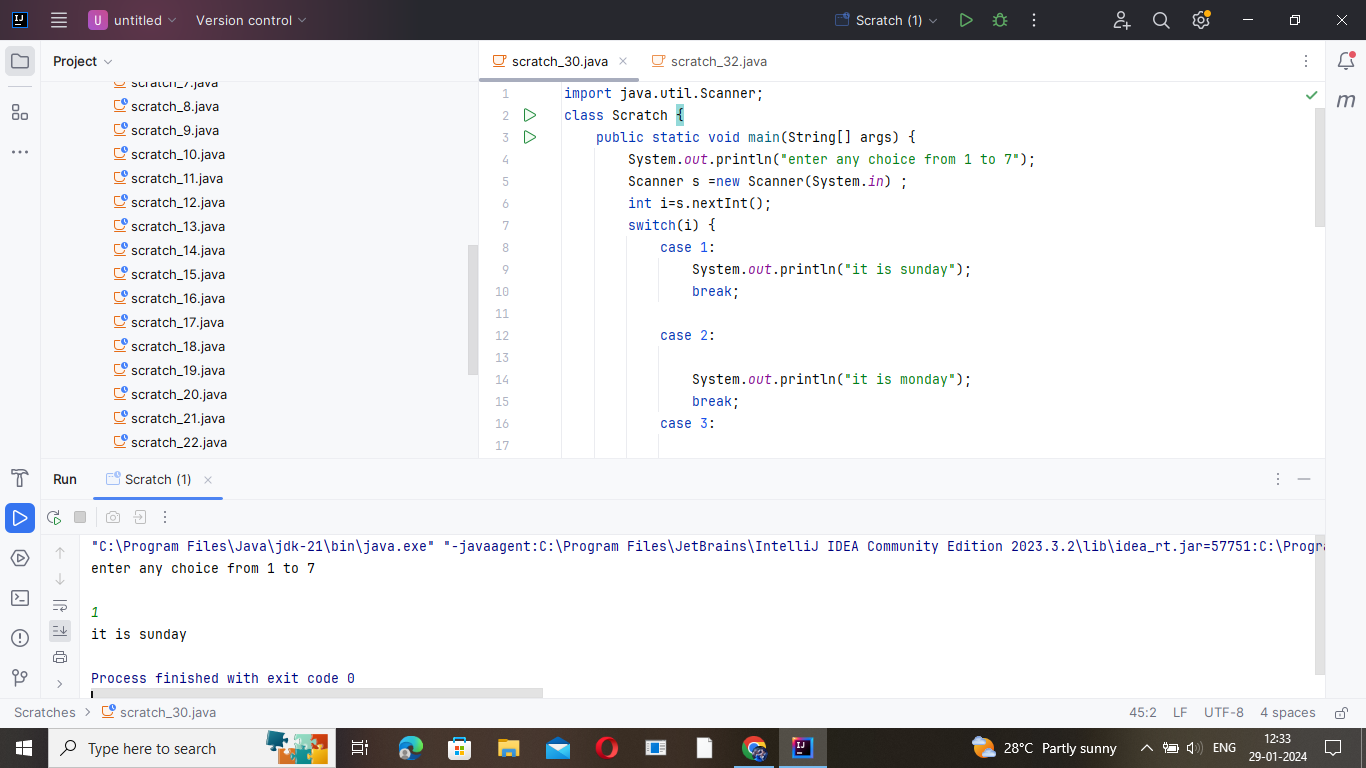 U untitled Version control Scratch (1)
Project
scratch_30.java scratch_32.java
scratch_7.java
scratch_8.java
scratch_9.java
scratch_10.java
scratch_11.java
scratch_12.java
scratch_13.java
scratch_14.java
scratch_15.java
scratch_16.java
scratch_17.java
scratch_18.java
scratch_19.java
scratch_20.java
scratch_21.java
scratch_22.java
1 import java.util.Scanner;
2 class Scratch {
3 public static void main(String[] args) {
4 System.out.println("enter any choice from 1 to 7");
5 Scanner s =new Scanner(System.in) ;
6 int i=s.nextInt();
7 switch(i) {
8 case 1:
9 System.out.println("it is sunday");
10 break;
11
12 case 2:
13
14 System.out.println("it is monday");
15 break;
16 case 3:
17
m
Run Scratch (1)
"C:\Program Files\Java\jdk-21\bin\java.exe" "-javaagent:C:\Program Files\JetBrains\IntelliJ IDEA Community Edition 2023.3.2\lib\idea_rt.jar=57751:C:\Progra
enter any choice from 1 to 7
1
it is sunday
Process finished with exit code 0
Scratches > scratch_30.java 45:2 LF UTF-8 4 spaces
Type here to search 28°C Partly sunny ENG 12:33
29-01-2024